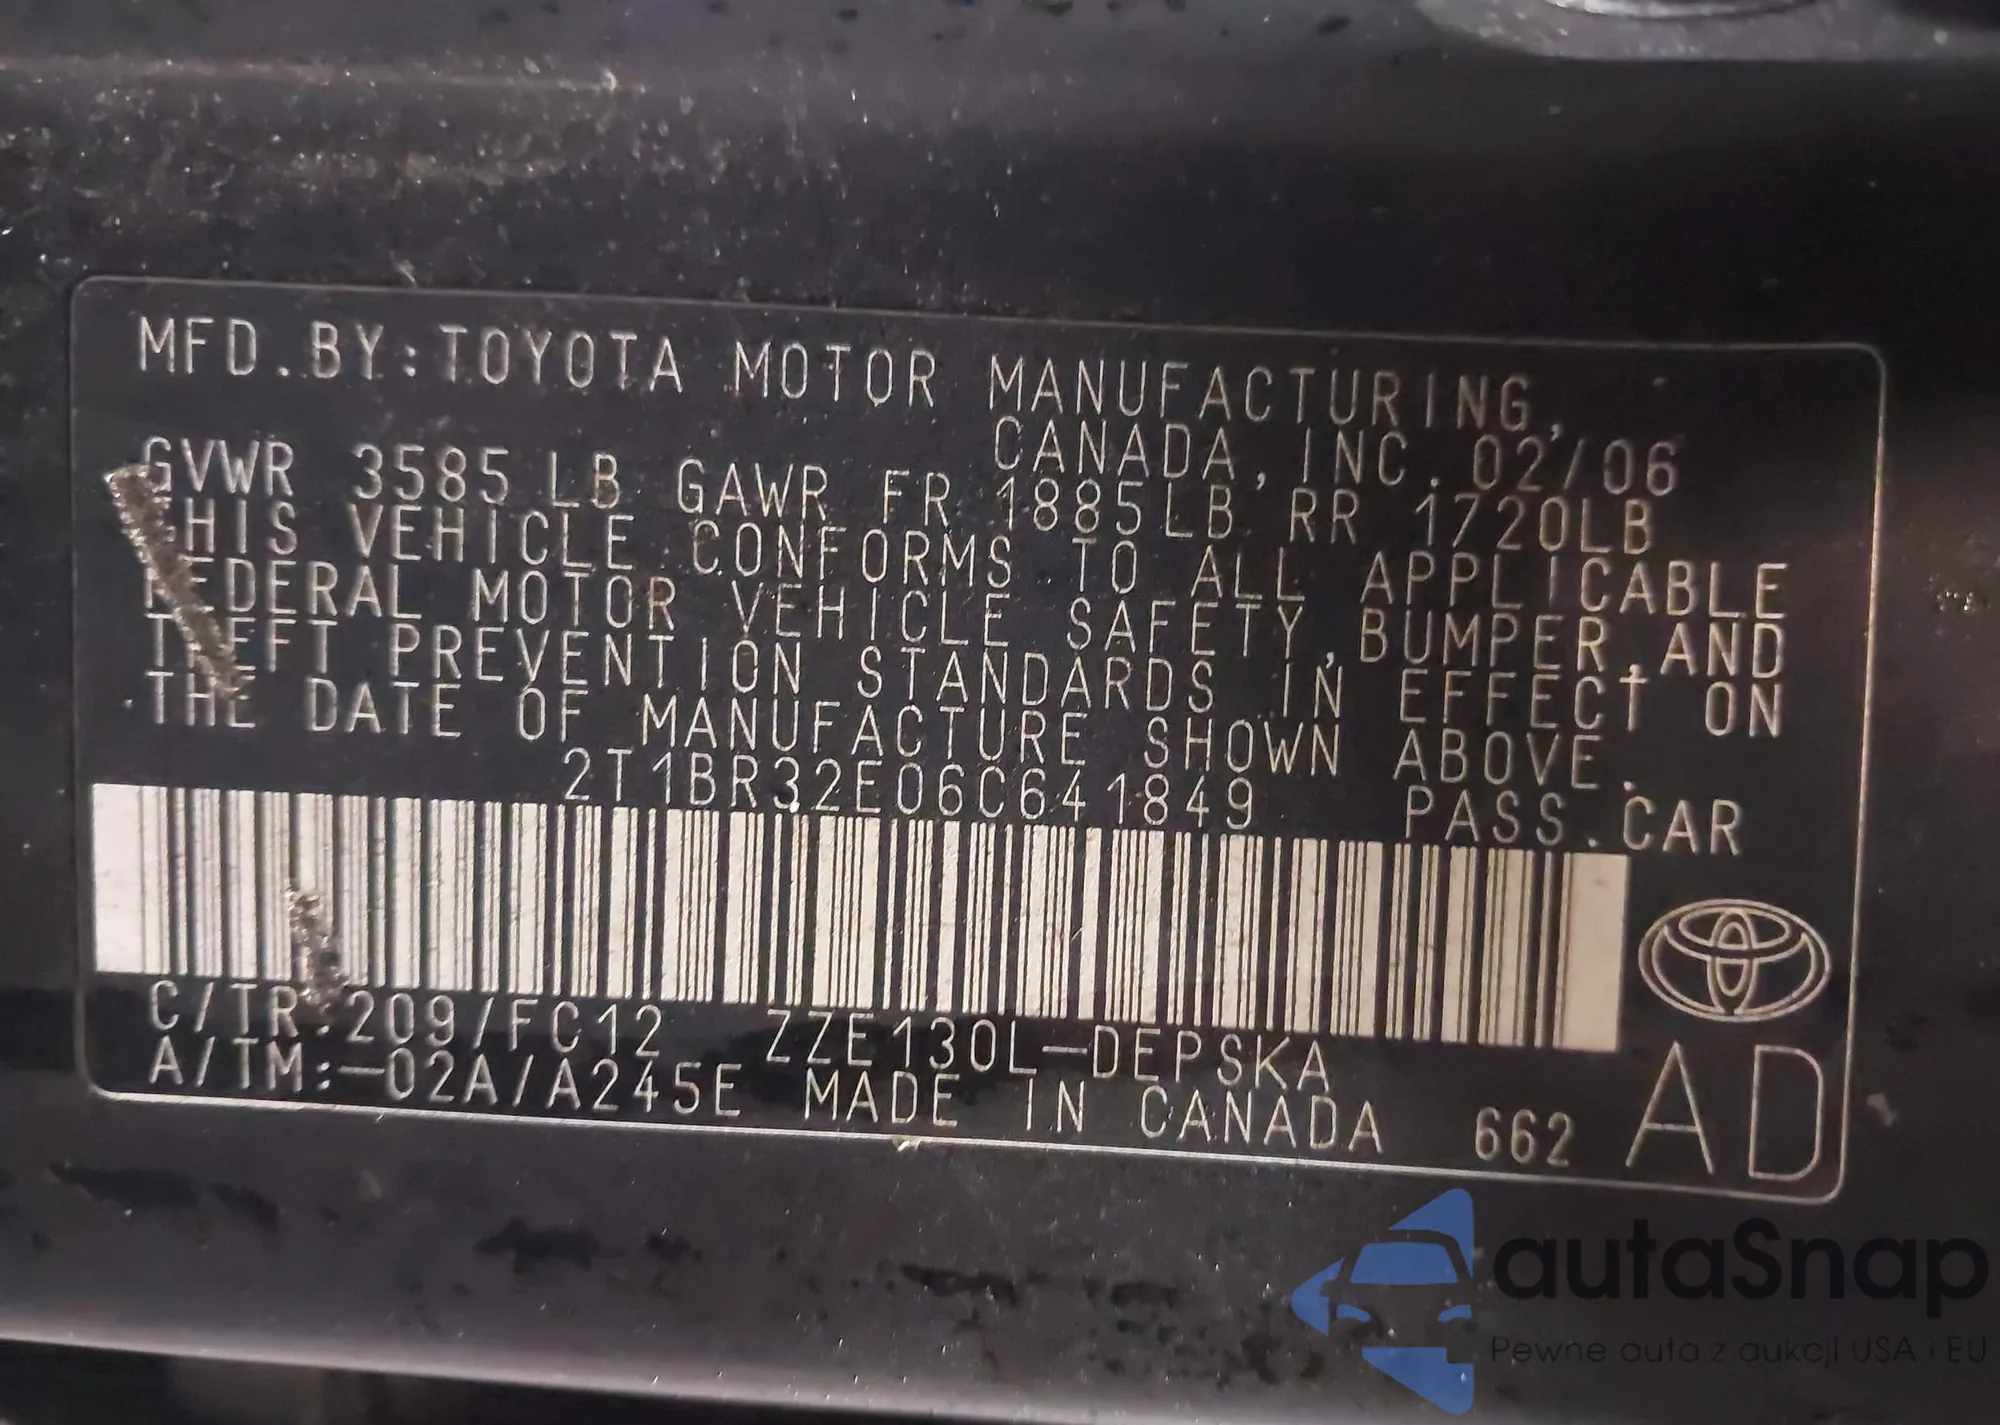 MFD.BY:TOYOTA MOTOR MANUFACTURING,
CANADA,INC.02/06
GVWR 3585LB GAWR FR 1885LB RR 1720LB
THIS VEHICLE CONFORMS TO ALL APPLICABLE
FEDERAL MOTOR VEHICLE SAFETY,BUMPER,AND
THEFT PREVENTION STANDARDS IN EFFECT ON
THE DATE OF MANUFACTURE SHOWN ABOVE.
2T1BR32E06C641849 PASS.CAR
C/TR:209/FC12 ZZE130L-DEPSKA
A/TM:-02A/A245E MADE IN CANADA 662 AD
autaSnap
Pewne auta z aukcji USA i EU